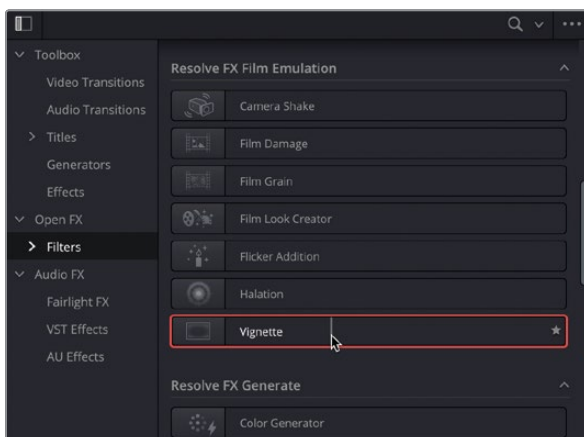 Toolbox
Video Transitions
Audio Transitions
Titles
Generators
Effects
Open FX
Filters
Audio FX
Fairlight FX
VST Effects
AU Effects
Resolve FX Film Emulation
Camera Shake
Film Damage
Film Grain
Film Look Creator
Flicker Addition
Halation
Vignette
Resolve FX Generate
Color Generator